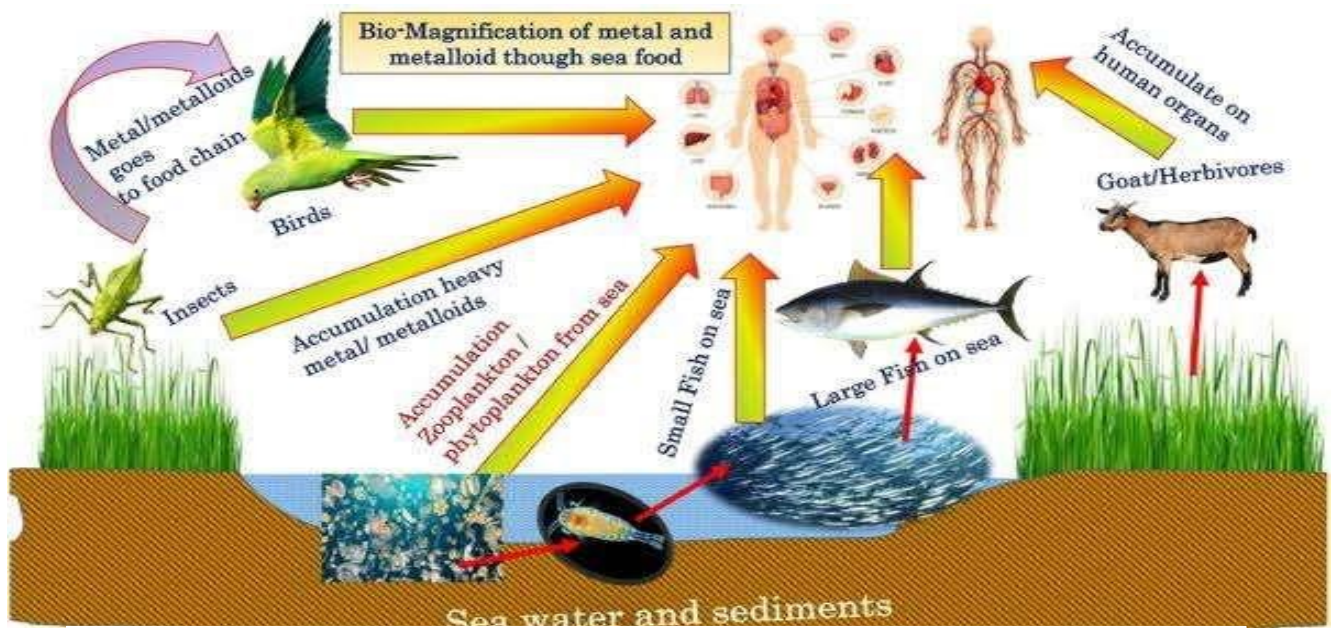 Bio-Magnification of metal and
metalloid though sea food
Metal/metalloids
goes
to food chain
Birds
Insects
Accumulation heavy
metal/ metalloids
Accumulation
Zooplankton /
phytoplankton from sea
Small Fish on sea
Large Fish on sea
Accumulate on
human organs
Goat/Herbivores
Sea water and sediments